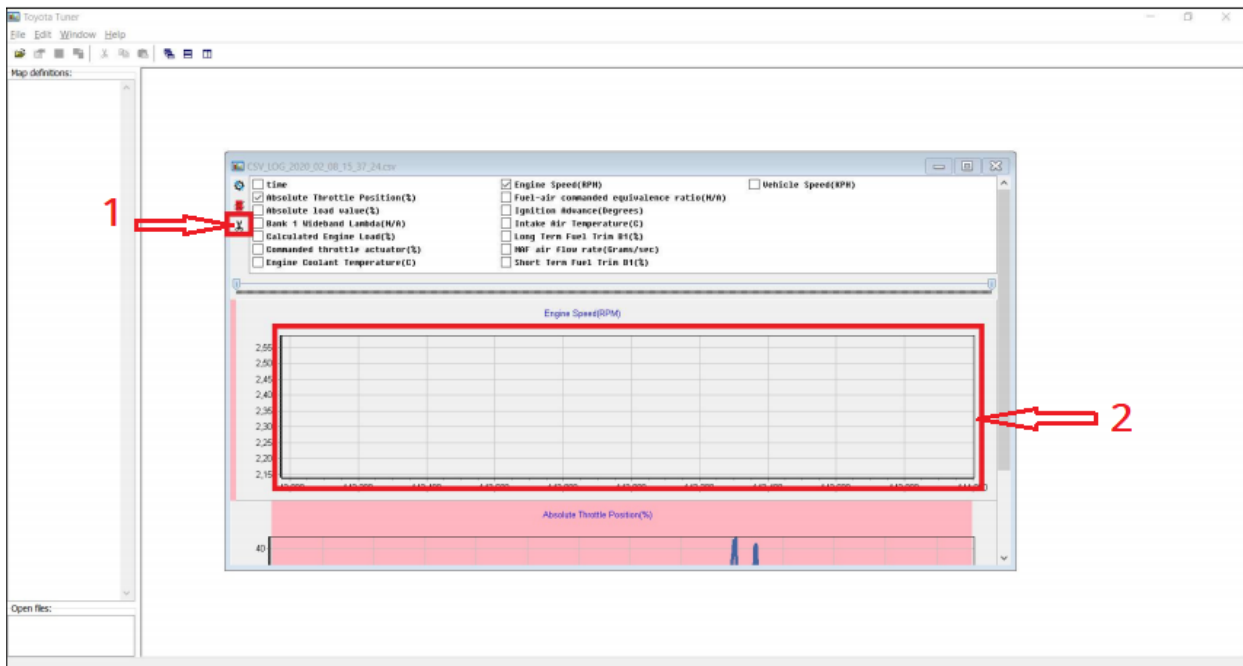 Toyota Tuner
File Edit Window Help
Map definitions:
CSV_LOG_2020_02_08_15_37_24.csv
time
Absolute Throttle Position(%)
Absolute load value(%)
Bank 1 Wideband Lambda(N/A)
Calculated Engine Load(%)
Commanded throttle actuator(%)
Engine Coolant Temperature(C)
Engine Speed(RPM)
Fuel-air commanded equivalence ratio(N/A)
Ignition Advance(Degrees)
Intake Air Temperature(C)
Long Term Fuel Trim B1(%)
MAF air flow rate(Grams/sec)
Short Term Fuel Trim B1(%)
Vehicle Speed(KPH)
1
Engine Speed(RPM)
2,55
2,50
2,45
2,40
2,35
2,30
2,25
2,20
2,15
2
Absolute Throttle Position(%)
40
Open files: